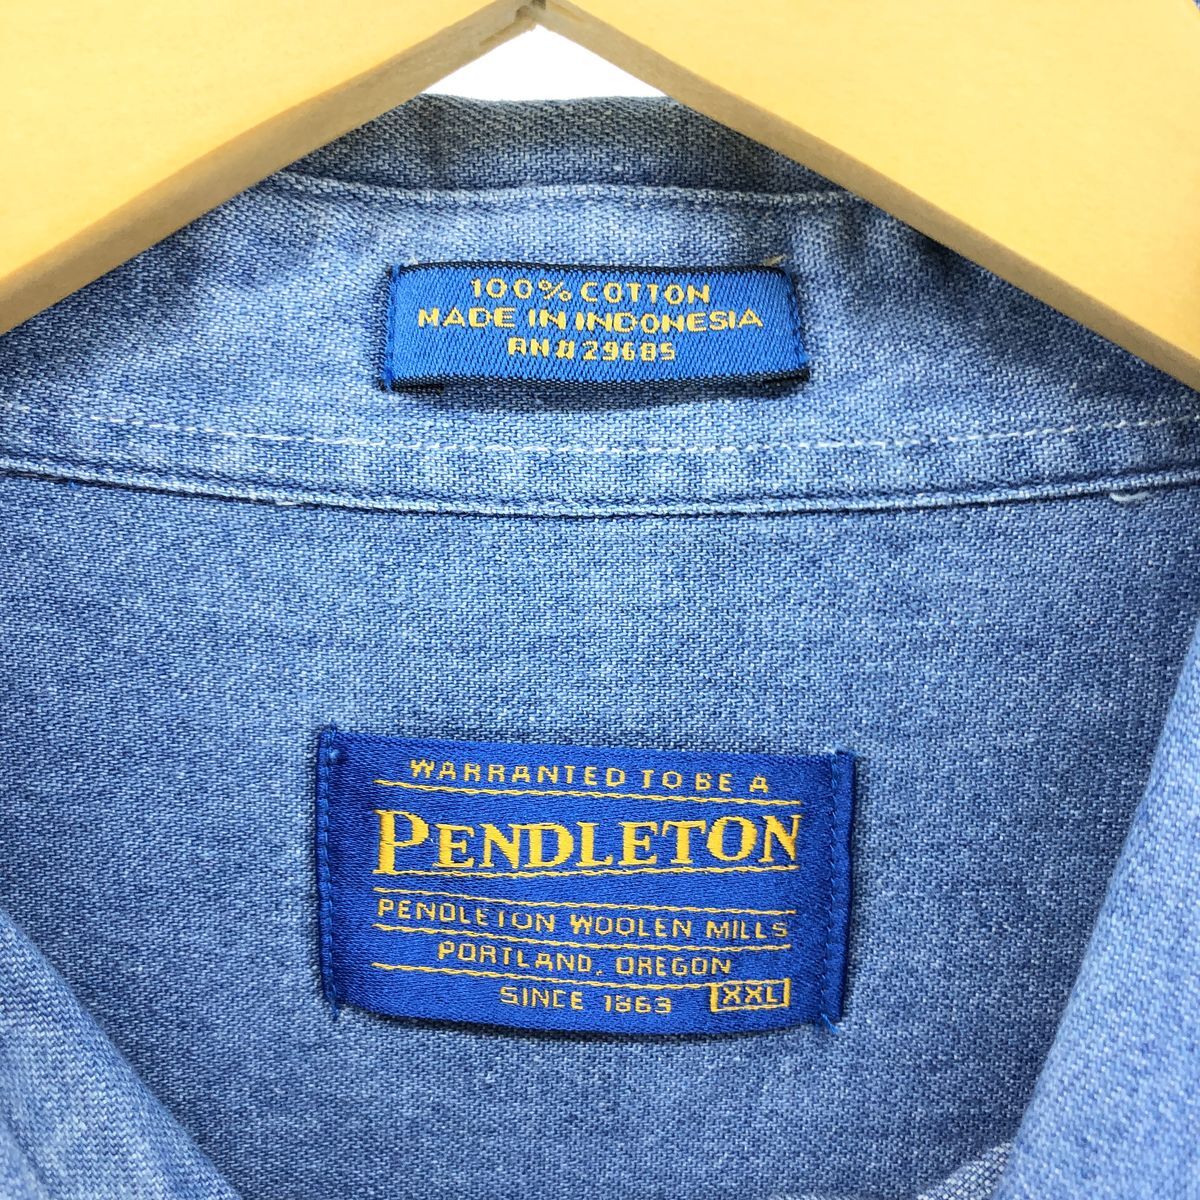 100% COTTON
MADE IN INDONESIA
RN# 29685
WARRANTED TO BE A
PENDLETON
PENDLETON WOOLEN MILLS
PORTLAND, OREGON
SINCE 1863 XXL